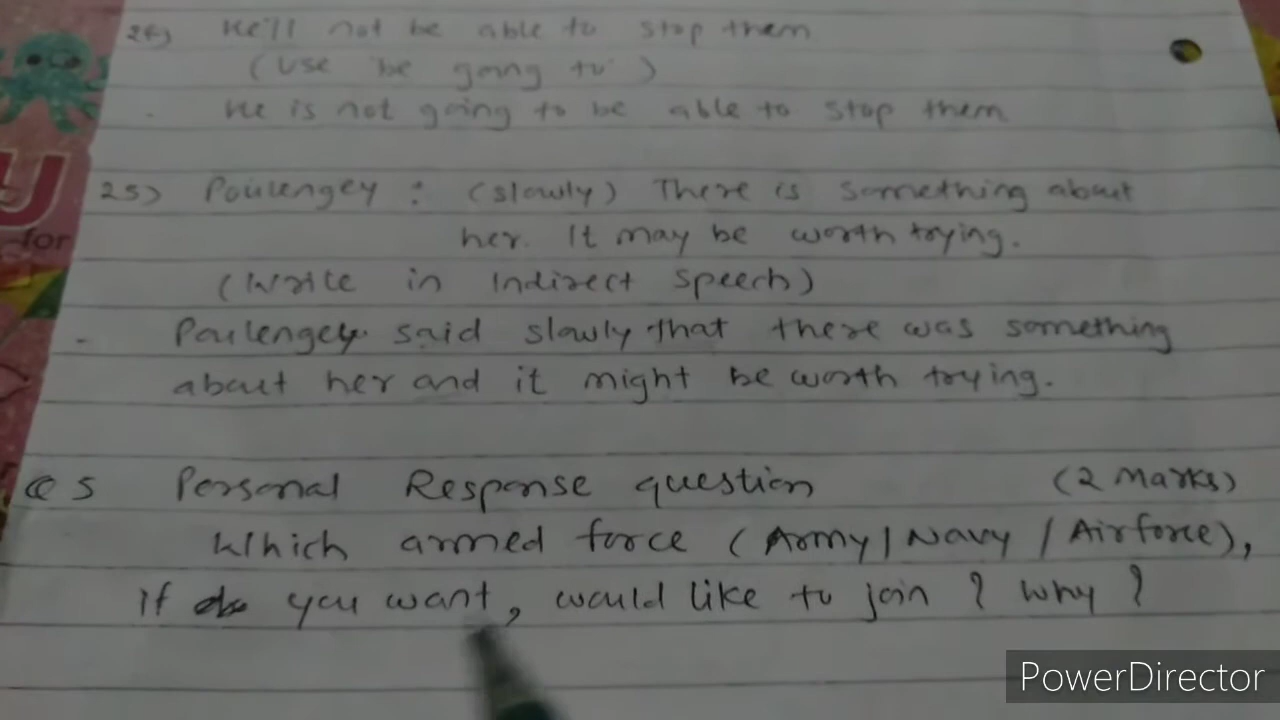 24) He'll not be able to stop them
(Use 'be going to')
He is not going to be able to stop them
U
for
25) Poulengey : (slowly) There is something about
her. It may be worth trying.
(Write in Indirect speech)
Poulengey said slowly that there was something
about her and it might be worth trying.
Q 5 Personal Response question (2 Marks)
Which armed force (Army / Navy / Airforce),
if you want, would like to join ? Why ?
PowerDirector